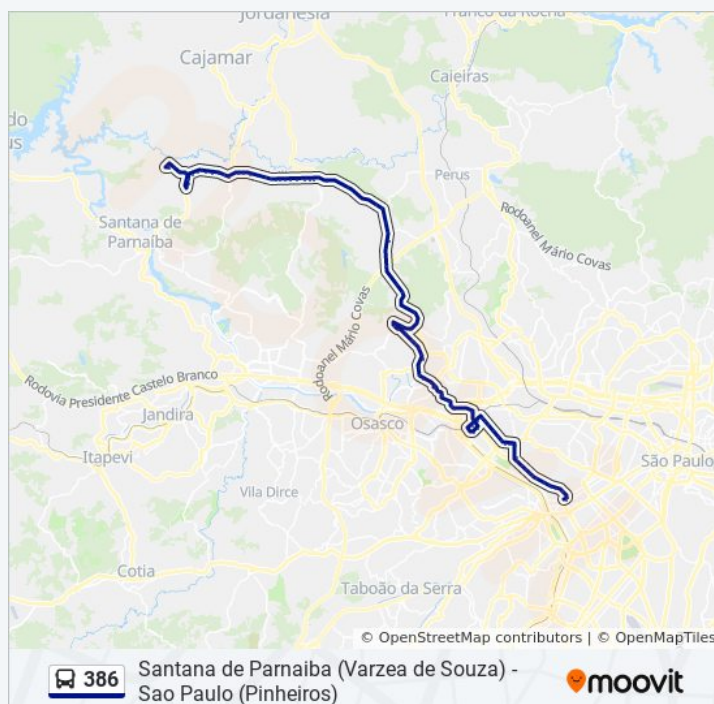 Jordanésia
Franco da Rocha
Cajamar
Caieiras
do
us
Perus
Santana de
Parnaíba
Rodoanel Mário Covas
Rodoanel Mário Covas
Rodovia Presidente Castelo Branco
Jandira
Osasco
Itapevi
São Paulo
Vila Dirce
Cotia
Taboão da Serra
© OpenStreetMap contributors | © OpenMapTiles
386
Santana de Parnaiba (Varzea de Souza) -
Sao Paulo (Pinheiros)
moovit